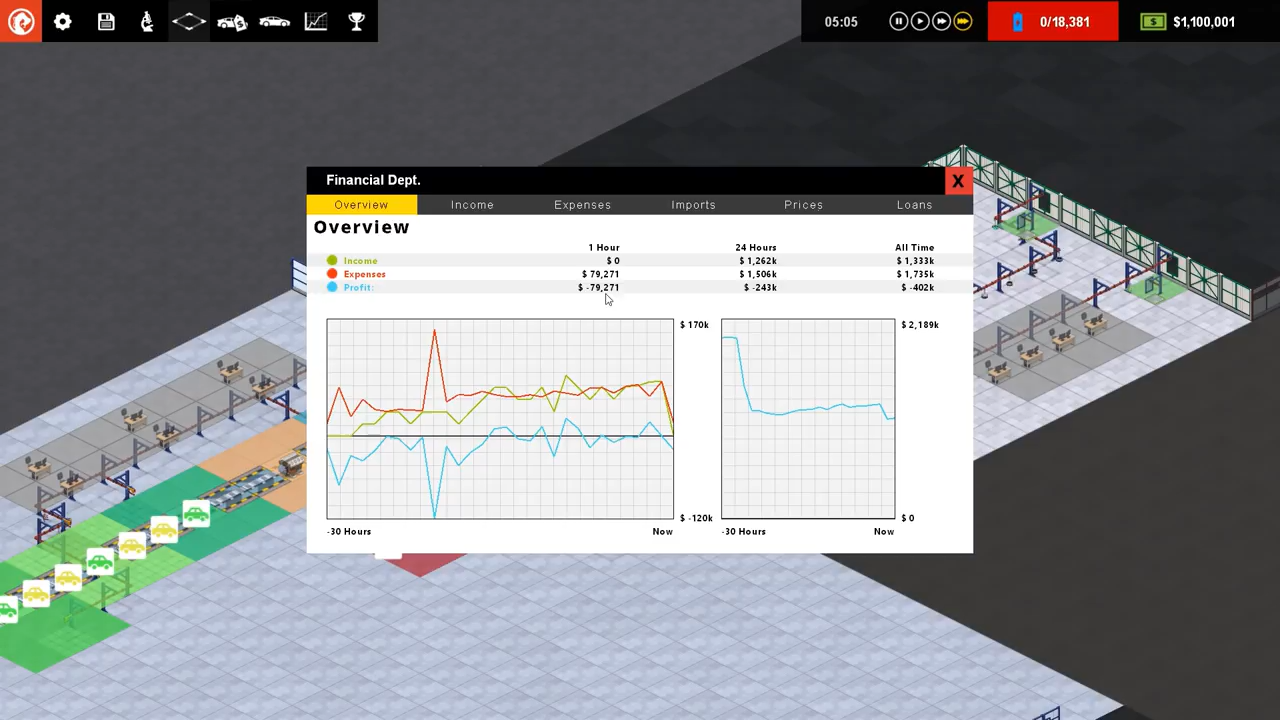 05:05
0/18,381
$1,100,001
Financial Dept.
X
Overview Income Expenses Imports Prices Loans
Overview
1 Hour 24 Hours All Time
Income $ 0 $ 1,262k $ 1,333k
Expenses $ 79,271 $ 1,506k $ 1,735k
Profit: $ -79,271 $ -243k $ -402k
$ 170k $ 2,189k
$ -120k $ 0
-30 Hours Now -30 Hours Now